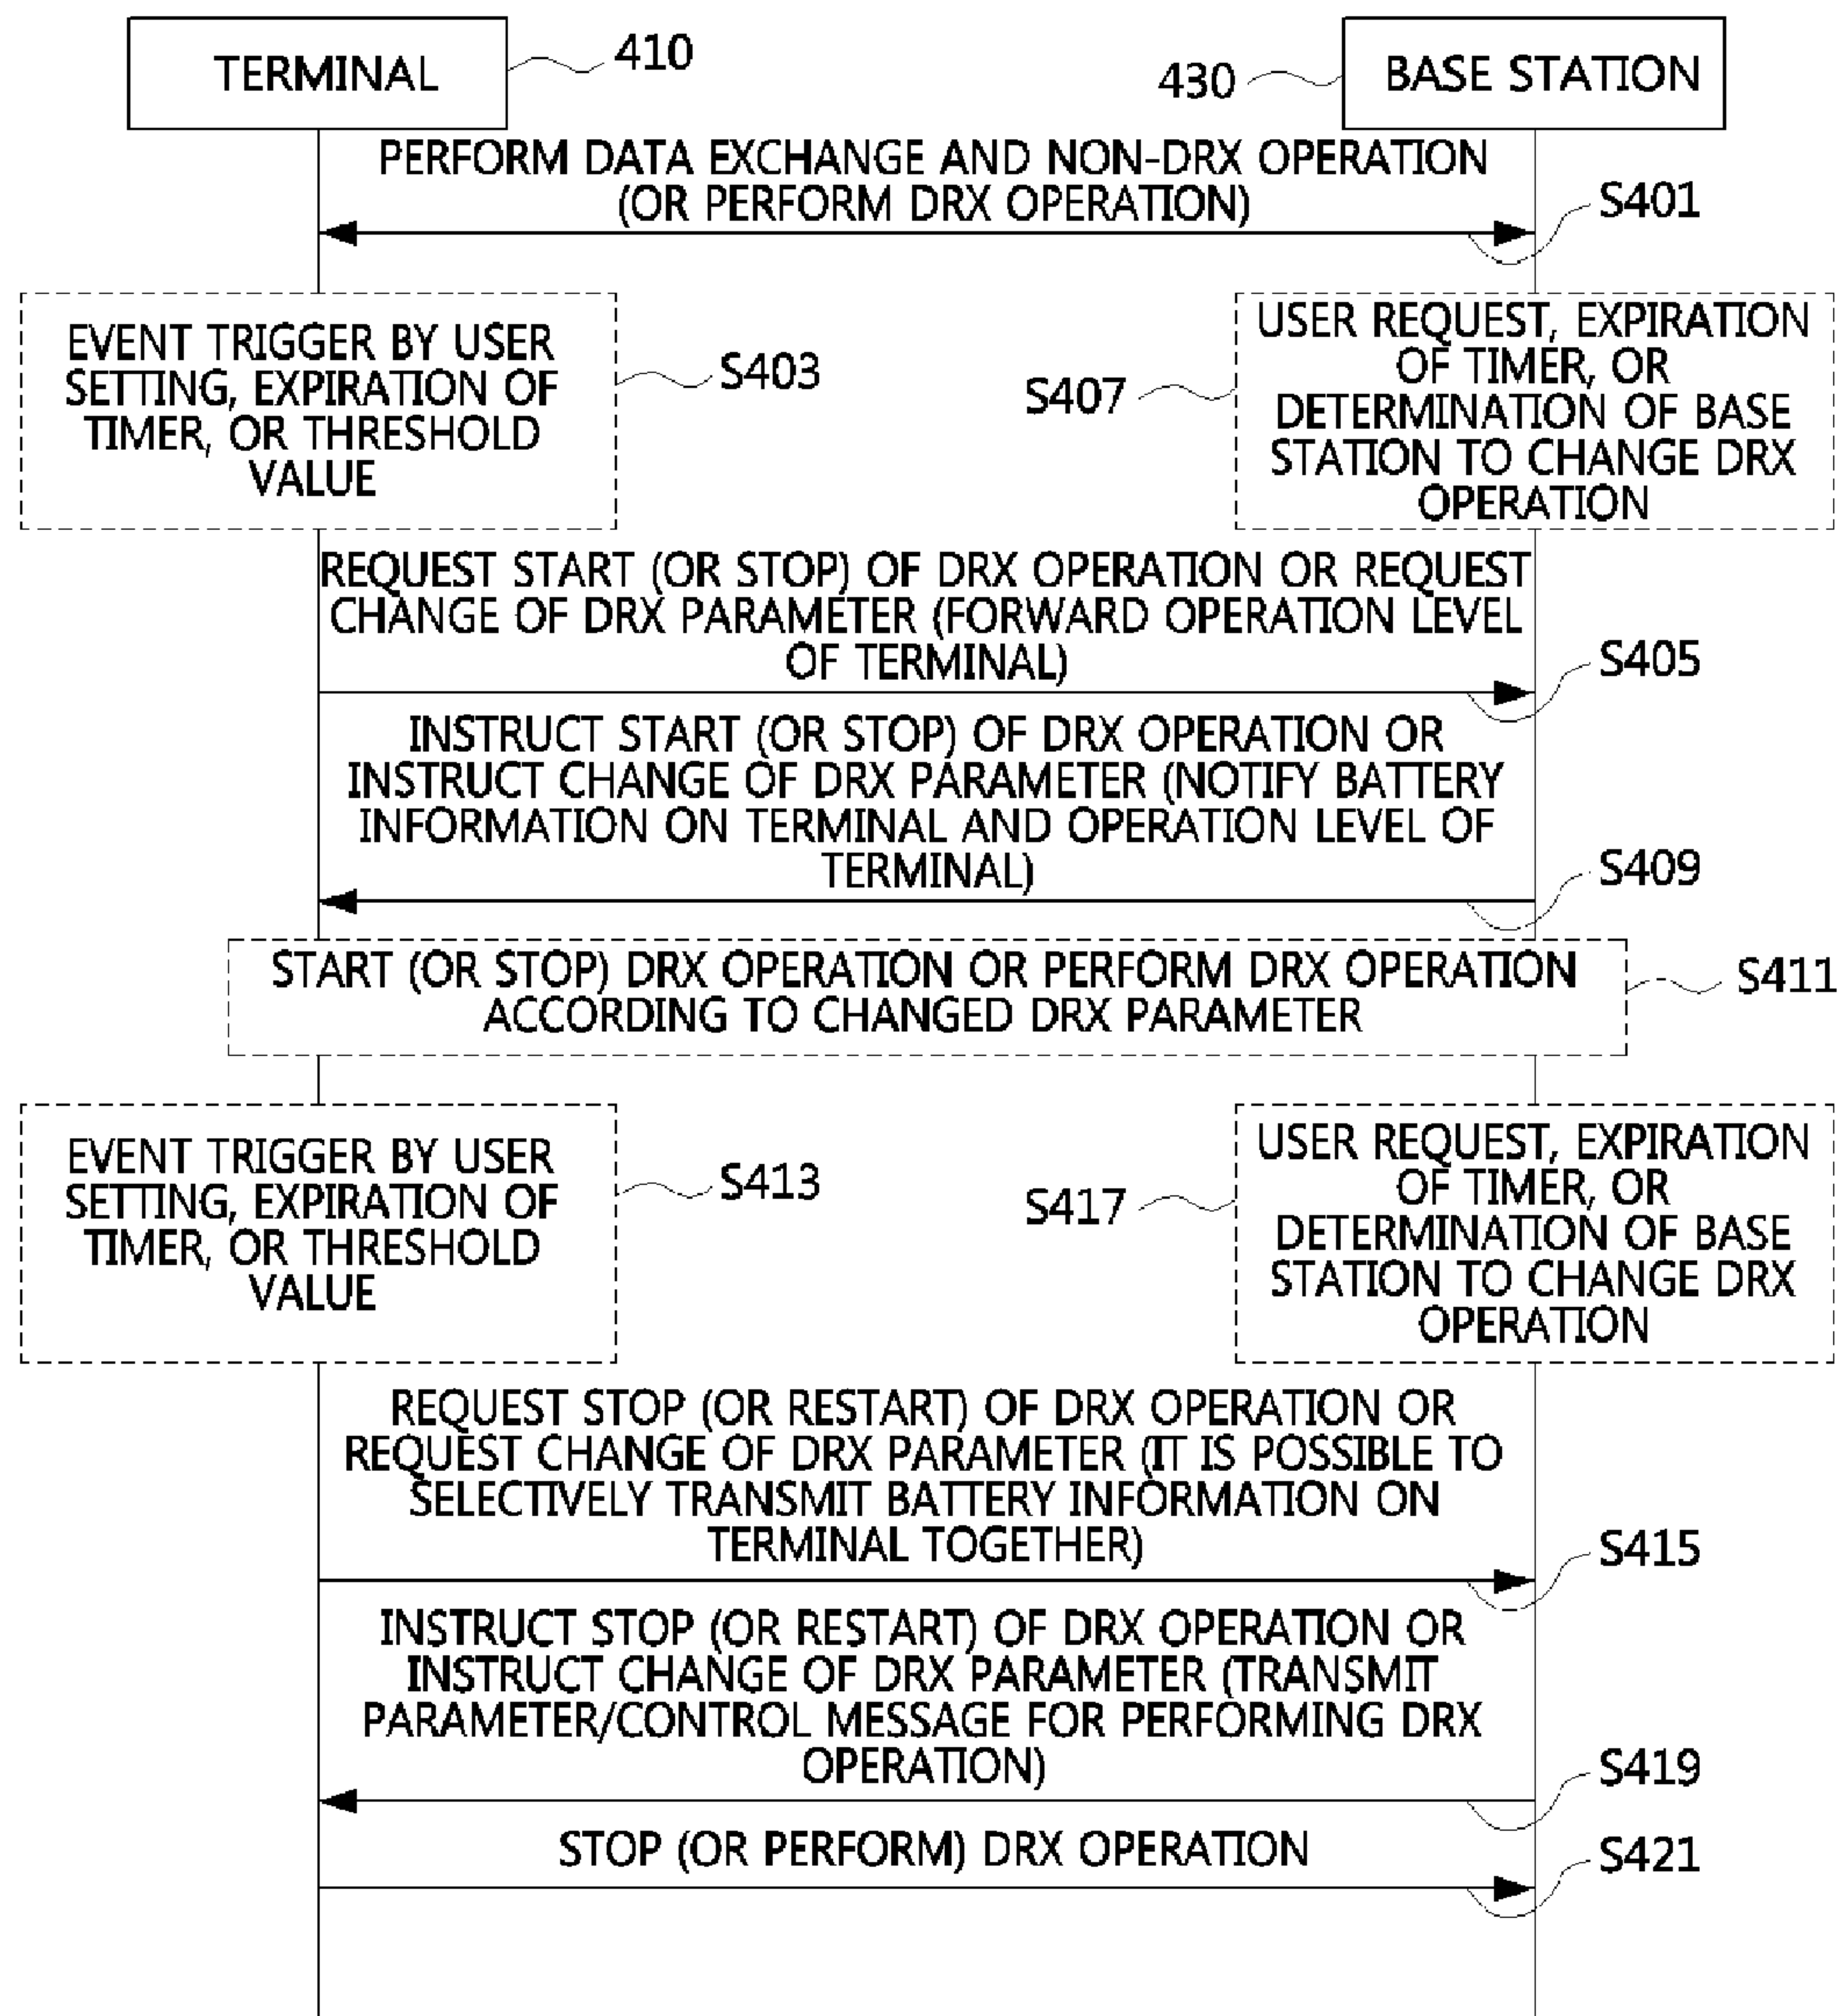 TERMINAL
410
430
BASE STATION
PERFORM DATA EXCHANGE AND NON-DRX OPERATION
(OR PERFORM DRX OPERATION)
S401
EVENT TRIGGER BY USER
SETTING, EXPIRATION OF
TIMER, OR THRESHOLD
VALUE
S403
S407
USER REQUEST, EXPIRATION
OF TIMER, OR
DETERMINATION OF BASE
STATION TO CHANGE DRX
OPERATION
REQUEST START (OR STOP) OF DRX OPERATION OR REQUEST
CHANGE OF DRX PARAMETER (FORWARD OPERATION LEVEL
OF TERMINAL)
S405
INSTRUCT START (OR STOP) OF DRX OPERATION OR
INSTRUCT CHANGE OF DRX PARAMETER (NOTIFY BATTERY
INFORMATION ON TERMINAL AND OPERATION LEVEL OF
TERMINAL)
S409
START (OR STOP) DRX OPERATION OR PERFORM DRX OPERATION
ACCORDING TO CHANGED DRX PARAMETER
S411
EVENT TRIGGER BY USER
SETTING, EXPIRATION OF
TIMER, OR THRESHOLD
VALUE
S413
S417
USER REQUEST, EXPIRATION
OF TIMER, OR
DETERMINATION OF BASE
STATION TO CHANGE DRX
OPERATION
REQUEST STOP (OR RESTART) OF DRX OPERATION OR
REQUEST CHANGE OF DRX PARAMETER (IT IS POSSIBLE TO
SELECTIVELY TRANSMIT BATTERY INFORMATION ON
TERMINAL TOGETHER)
S415
INSTRUCT STOP (OR RESTART) OF DRX OPERATION OR
INSTRUCT CHANGE OF DRX PARAMETER (TRANSMIT
PARAMETER/CONTROL MESSAGE FOR PERFORMING DRX
OPERATION)
S419
STOP (OR PERFORM) DRX OPERATION
S421